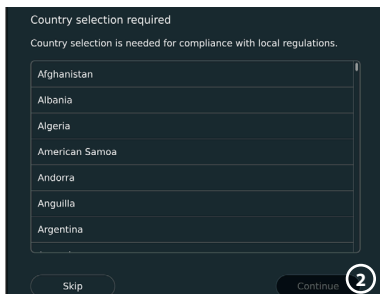 Country selection required
Country selection is needed for compliance with local regulations.
Afghanistan
Albania
Algeria
American Samoa
Andorra
Anguilla
Argentina
Skip
Continue
2